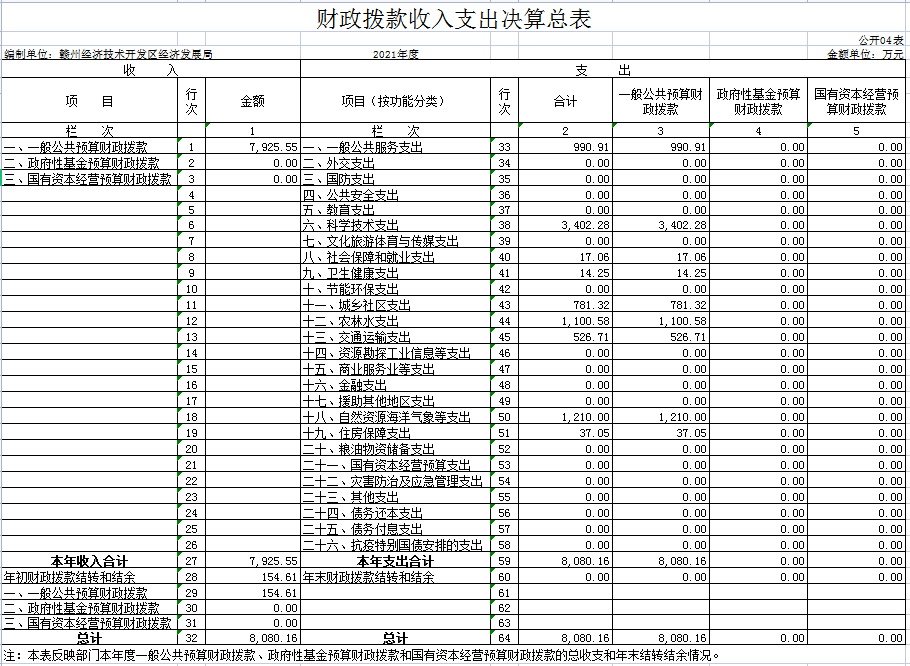 财政拨款收入支出决算总表
公开04表
编制单位：赣州经济技术开发区经济发展局 2021年度 金额单位：万元
收 入 支 出
项 目 行次 金额 项目（按功能分类） 行次 合计 一般公共预算财政拨款 政府性基金预算财政拨款 国有资本经营预算财政拨款
栏 次 1 栏 次 2 3 4 5
一、一般公共预算财政拨款 1 7,925.55 一、一般公共服务支出 33 990.91 990.91 0.00 0.00
二、政府性基金预算财政拨款 2 0.00 二、外交支出 34 0.00 0.00 0.00 0.00
三、国有资本经营预算财政拨款 3 0.00 三、国防支出 35 0.00 0.00 0.00 0.00
4 四、公共安全支出 36 0.00 0.00 0.00 0.00
5 五、教育支出 37 0.00 0.00 0.00 0.00
6 六、科学技术支出 38 3,402.28 3,402.28 0.00 0.00
7 七、文化旅游体育与传媒支出 39 0.00 0.00 0.00 0.00
8 八、社会保障和就业支出 40 17.06 17.06 0.00 0.00
9 九、卫生健康支出 41 14.25 14.25 0.00 0.00
10 十、节能环保支出 42 0.00 0.00 0.00 0.00
11 十一、城乡社区支出 43 781.32 781.32 0.00 0.00
12 十二、农林水支出 44 1,100.58 1,100.58 0.00 0.00
13 十三、交通运输支出 45 526.71 526.71 0.00 0.00
14 十四、资源勘探工业信息等支出 46 0.00 0.00 0.00 0.00
15 十五、商业服务业等支出 47 0.00 0.00 0.00 0.00
16 十六、金融支出 48 0.00 0.00 0.00 0.00
17 十七、援助其他地区支出 49 0.00 0.00 0.00 0.00
18 十八、自然资源海洋气象等支出 50 1,210.00 1,210.00 0.00 0.00
19 十九、住房保障支出 51 37.05 37.05 0.00 0.00
20 二十、粮油物资储备支出 52 0.00 0.00 0.00 0.00
21 二十一、国有资本经营预算支出 53 0.00 0.00 0.00 0.00
22 二十二、灾害防治及应急管理支出 54 0.00 0.00 0.00 0.00
23 二十三、其他支出 55 0.00 0.00 0.00 0.00
24 二十四、债务还本支出 56 0.00 0.00 0.00 0.00
25 二十五、债务付息支出 57 0.00 0.00 0.00 0.00
26 二十六、抗疫特别国债安排的支出 58 0.00 0.00 0.00 0.00
本年收入合计 27 7,925.55 本年支出合计 59 8,080.16 8,080.16 0.00 0.00
年初财政拨款结转和结余 28 154.61 年末财政拨款结转和结余 60 0.00 0.00 0.00 0.00
一、一般公共预算财政拨款 29 154.61 61
二、政府性基金预算财政拨款 30 0.00 62
三、国有资本经营预算财政拨款 31 0.00 63
总计 32 8,080.16 总计 64 8,080.16 8,080.16 0.00 0.00
注：本表反映部门本年度一般公共预算财政拨款、政府性基金预算财政拨款和国有资本经营预算财政拨款的总收支和年末结转结余情况。